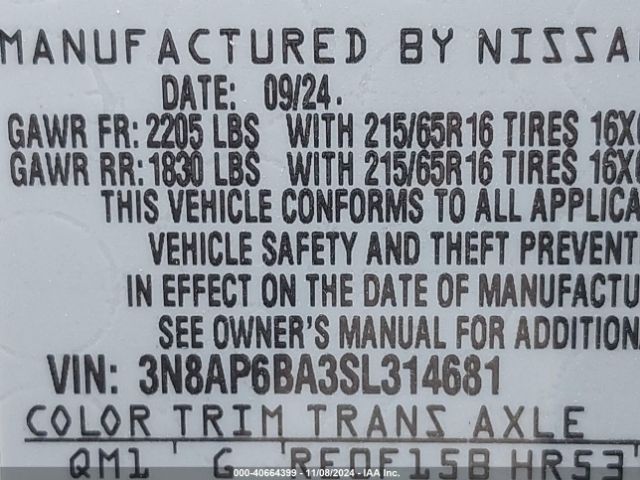 MANUFACTURED BY NISSA
DATE: 09/24.
GAWR FR: 2205 LBS WITH 215/65R16 TIRES 16X
GAWR RR: 1830 LBS WITH 215/65R16 TIRES 16X
THIS VEHICLE CONFORMS TO ALL APPLICA
VEHICLE SAFETY AND THEFT PREVENT
IN EFFECT ON THE DATE OF MANUFACTU
SEE OWNER'S MANUAL FOR ADDITION
VIN: 3N8AP6BA3SL314681
COLOR TRIM TRANS AXLE
QM1 G RE0F15B HR53
000-40664399 - 11/08/2024 - IAA Inc.